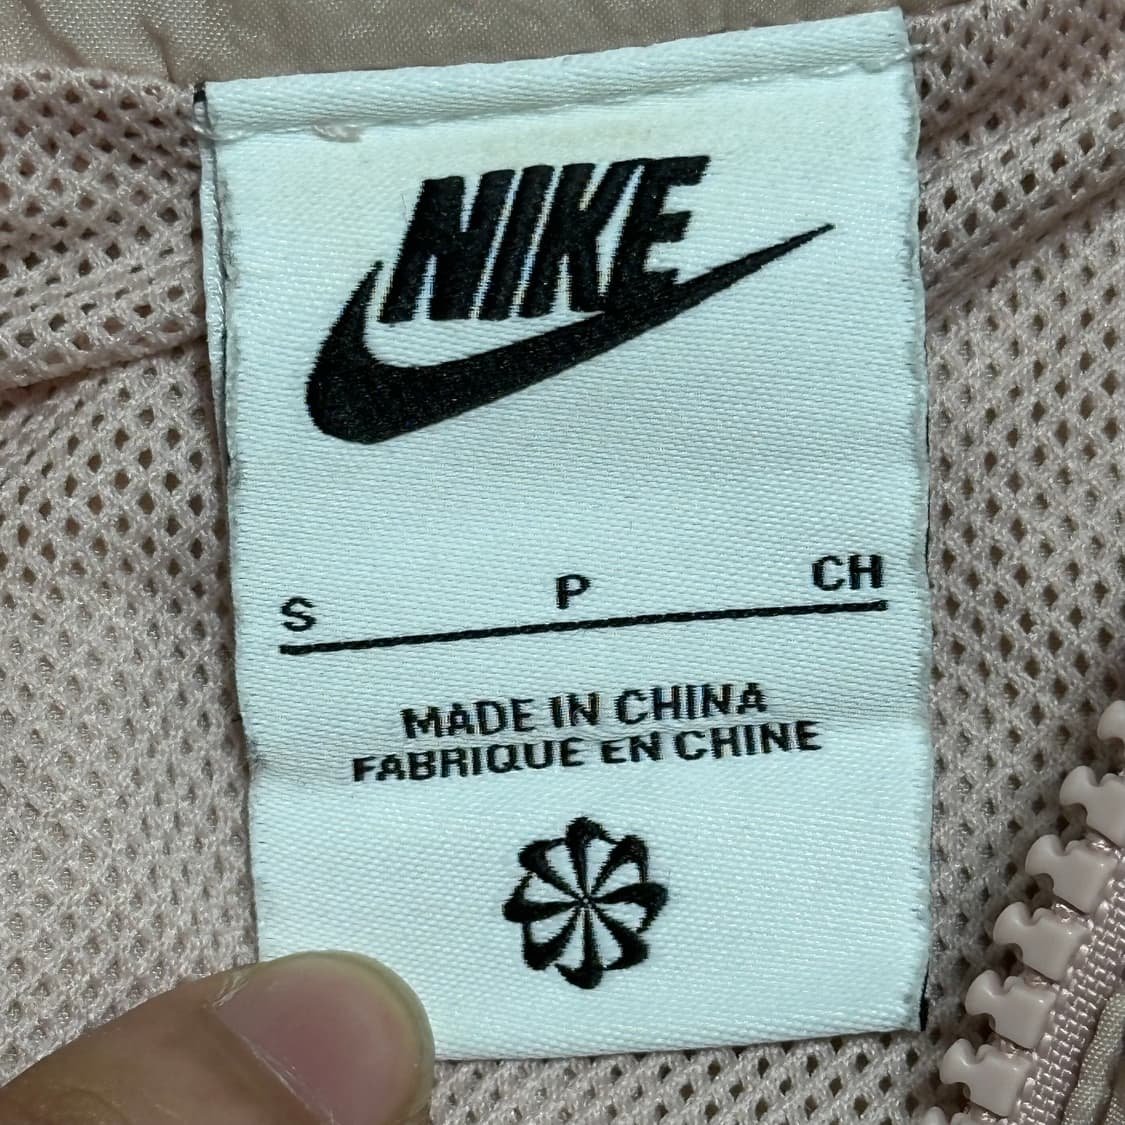 NIKE
S P CH
MADE IN CHINA
FABRIQUE EN CHINE